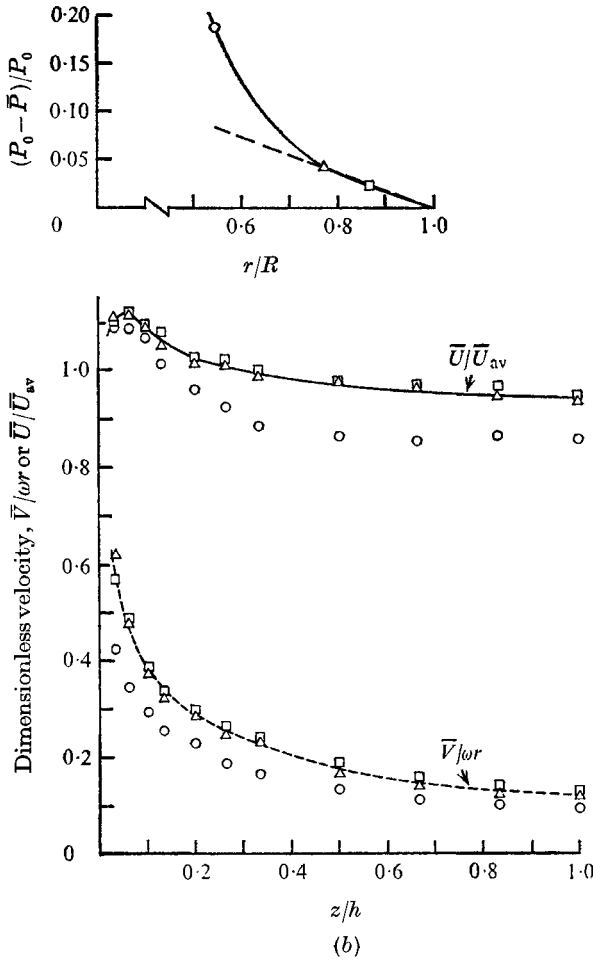 0·20
0·15
0·10
0·05
0
(P₀−P̄)/P₀
0·6 0·8 1·0
r/R
1·0
0·8
0·6
0·4
0·2
0
Dimensionless velocity, V̄/ωr or Ū/Ū_av
Ū/Ū_av
V̄/ωr
0·2 0·4 0·6 0·8 1·0
z/h
(b)